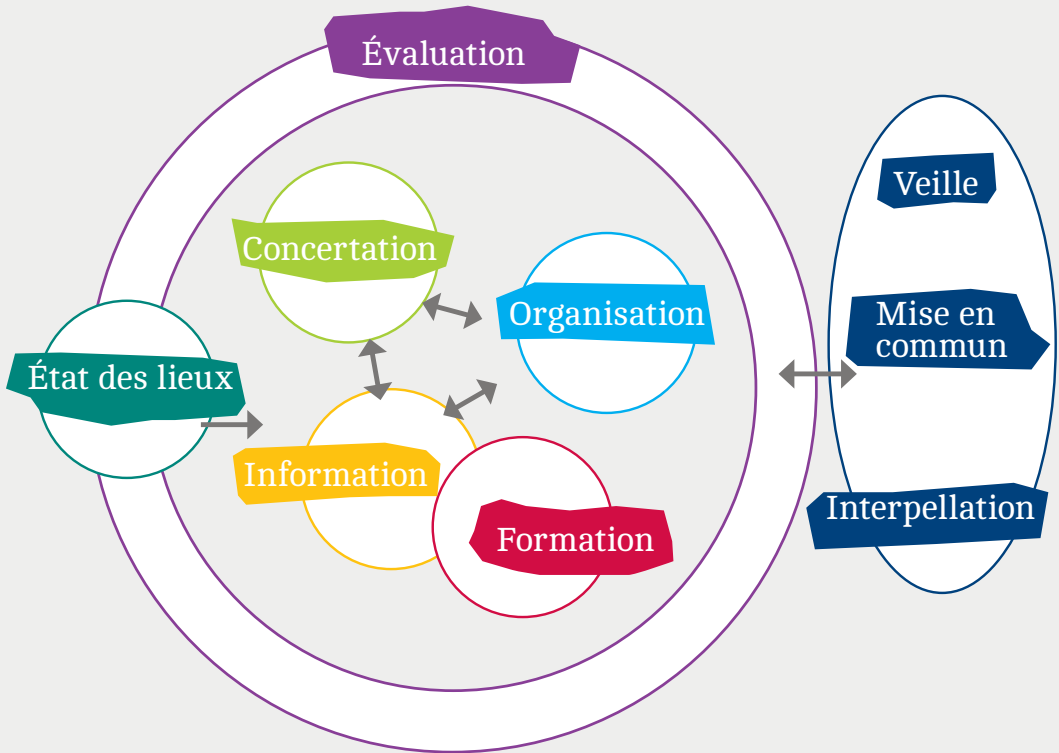 Évaluation
Veille
Concertation
Organisation
Mise en
commun
État des lieux
Information
Interpellation
Formation